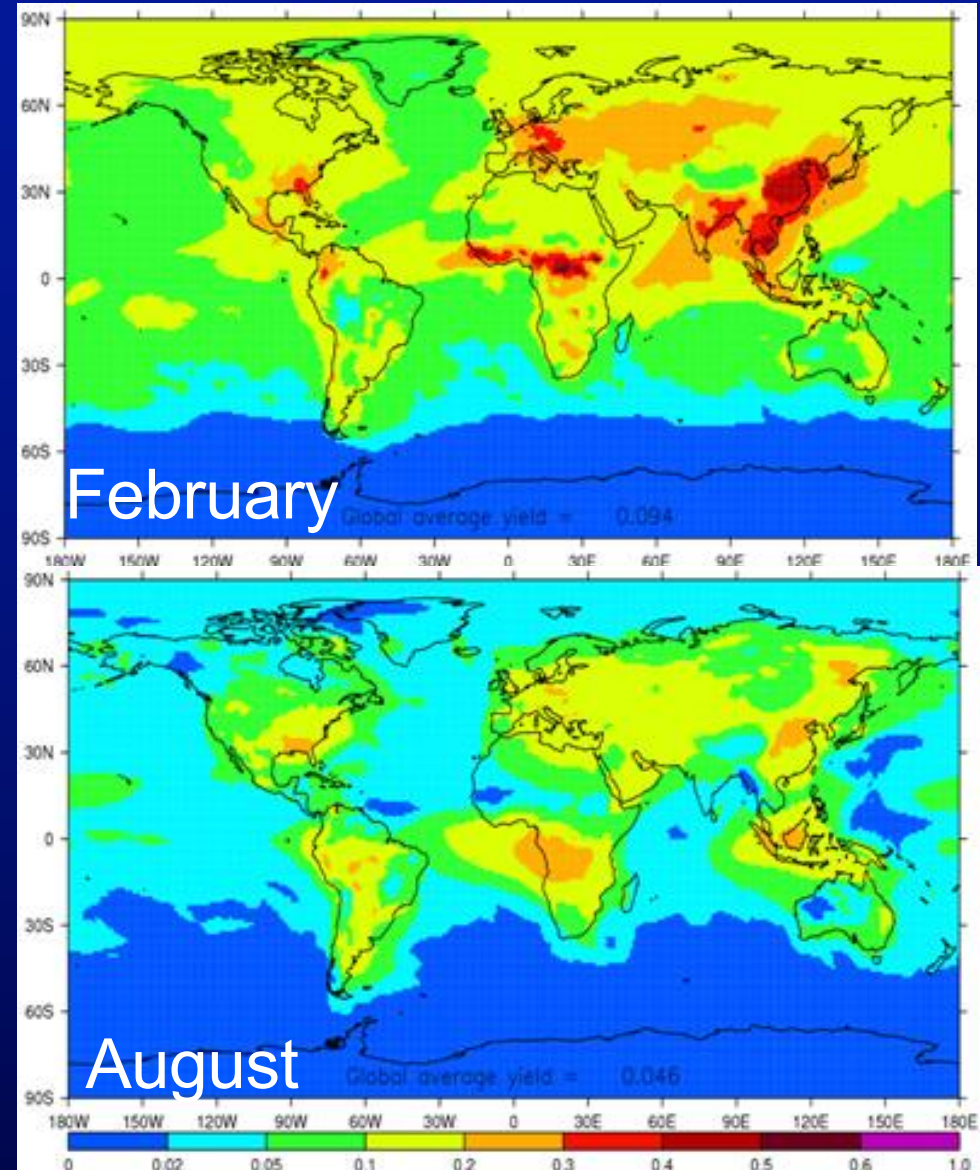 90N
60N
30N
0
30S
60S
90S
February
Global average yield = 0.094
180W 150W 120W 90W 60W 30W 0 30E 60E 90E 120E 150E 180E
90N
60N
30N
0
30S
60S
90S
August
Global average yield = 0.046
180W 150W 120W 90W 60W 30W 0 30E 60E 90E 120E 150E 180E
0 0.02 0.05 0.1 0.2 0.3 0.4 0.5 0.6 1.0